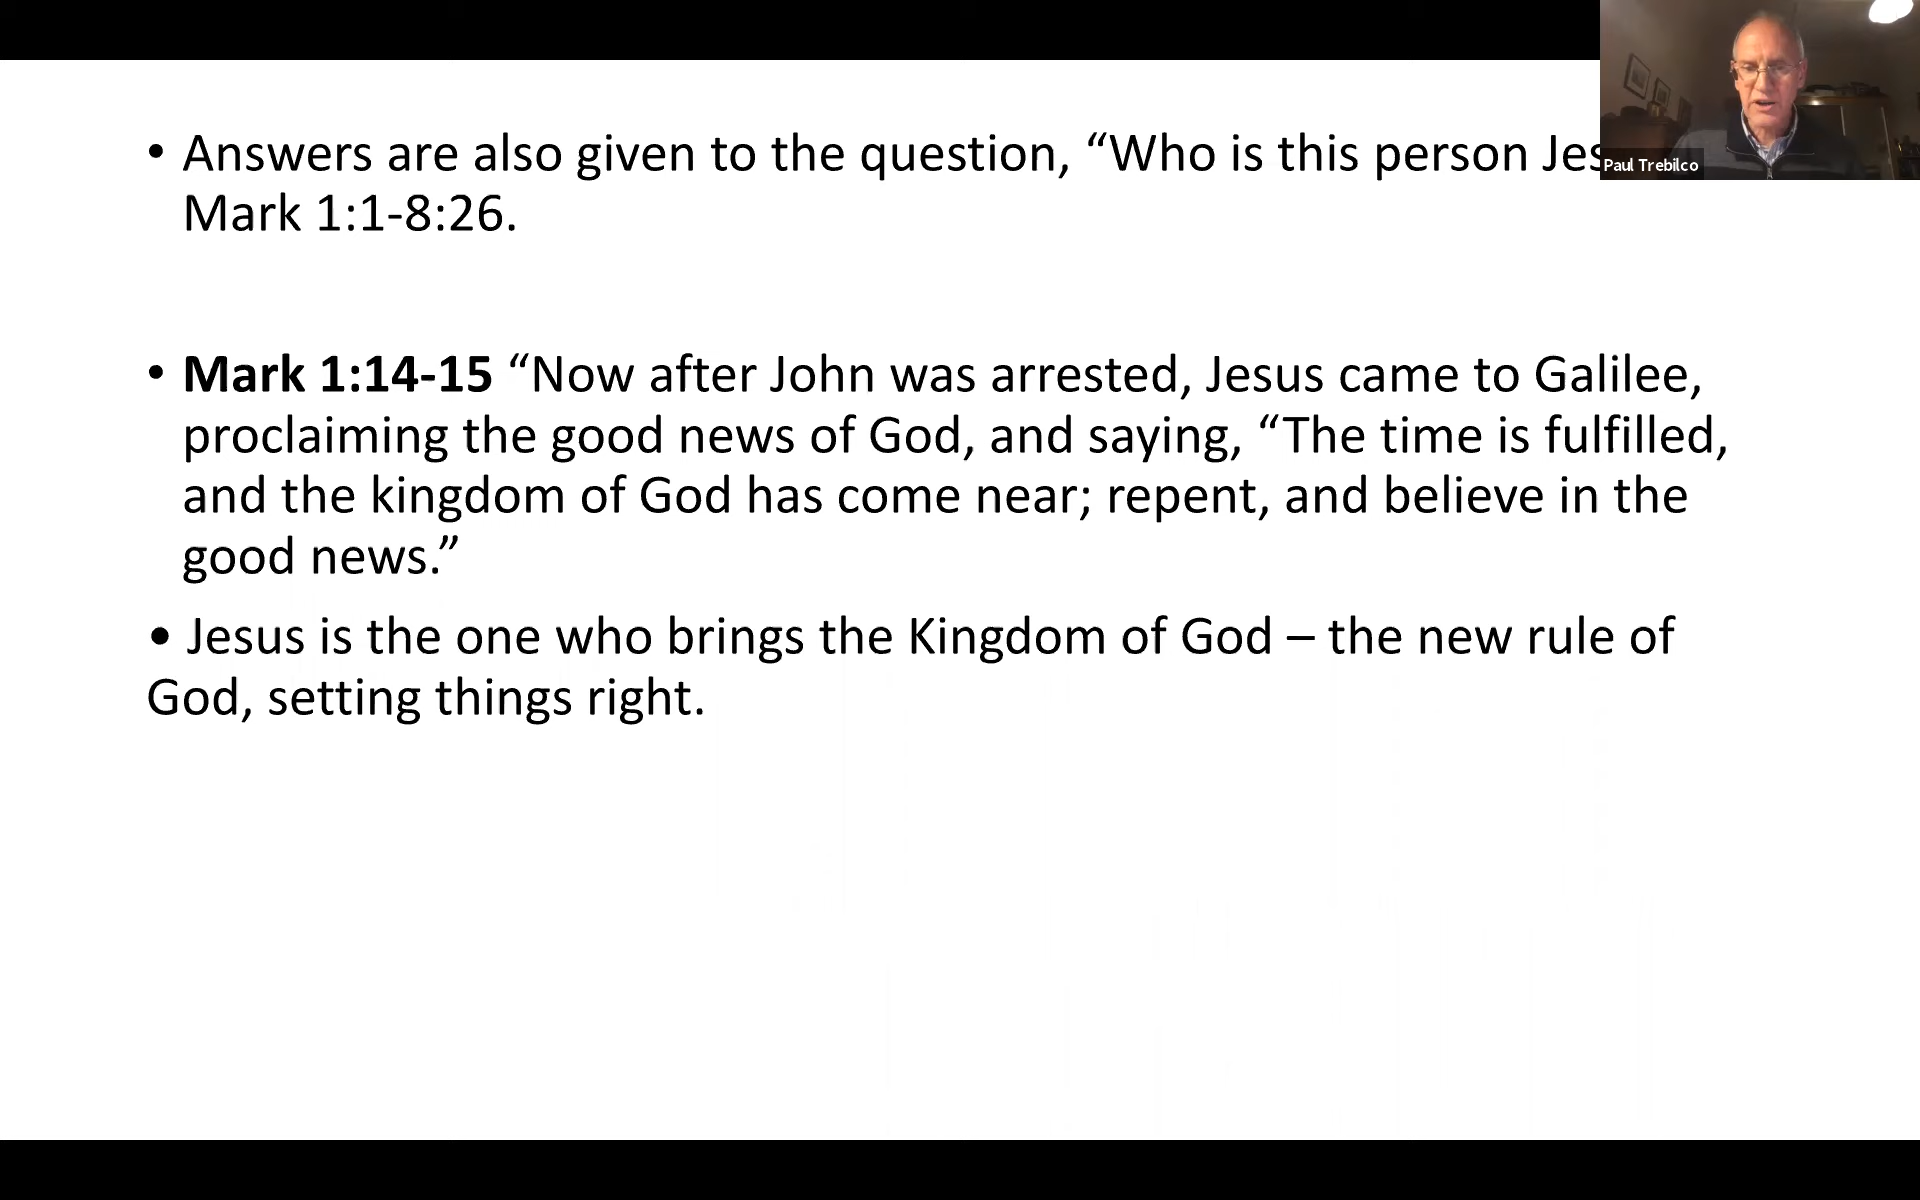 • Answers are also given to the question, “Who is this person
Mark 1:1-8:26.
• Mark 1:14-15 “Now after John was arrested, Jesus came to Galilee,
proclaiming the good news of God, and saying, “The time is fulfilled,
and the kingdom of God has come near; repent, and believe in the
good news.”
• Jesus is the one who brings the Kingdom of God – the new rule of
God, setting things right.
Paul Trebilco